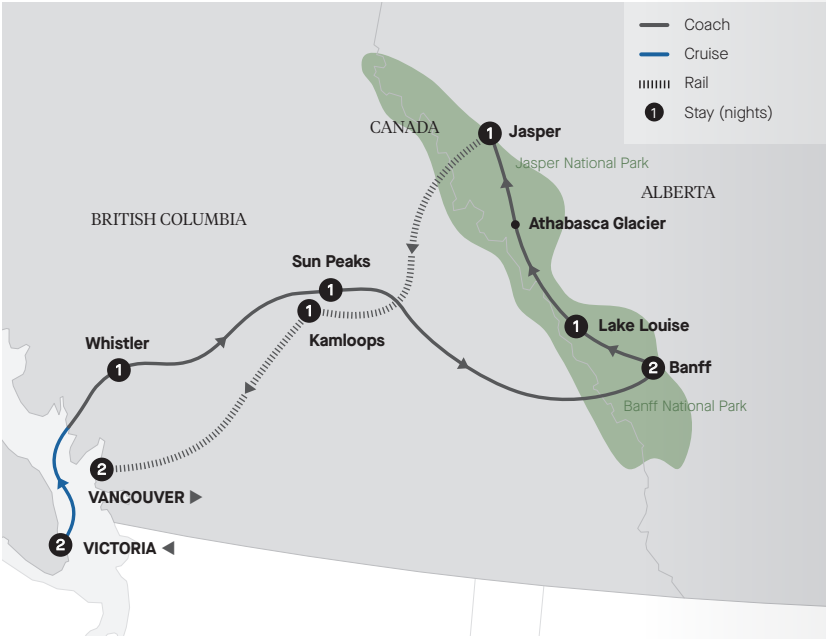 Coach
Cruise
Rail
1 Stay (nights)
CANADA
1 Jasper
Jasper National Park
ALBERTA
BRITISH COLUMBIA
Athabasca Glacier
Sun Peaks
1
1
Kamloops
1 Lake Louise
Whistler
1
2 Banff
Banff National Park
2
VANCOUVER
2 VICTORIA